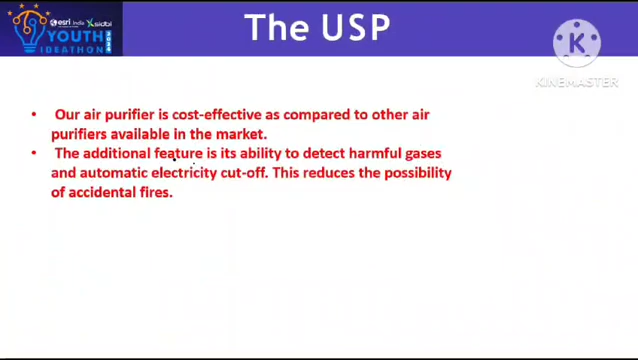 esri India sidbi
YOUTH
IDEATHON
The USP
K
KINEMASTER
• Our air purifier is cost-effective as compared to other air
purifiers available in the market.
• The additional feature is its ability to detect harmful gases
and automatic electricity cut-off. This reduces the possibility
of accidental fires.